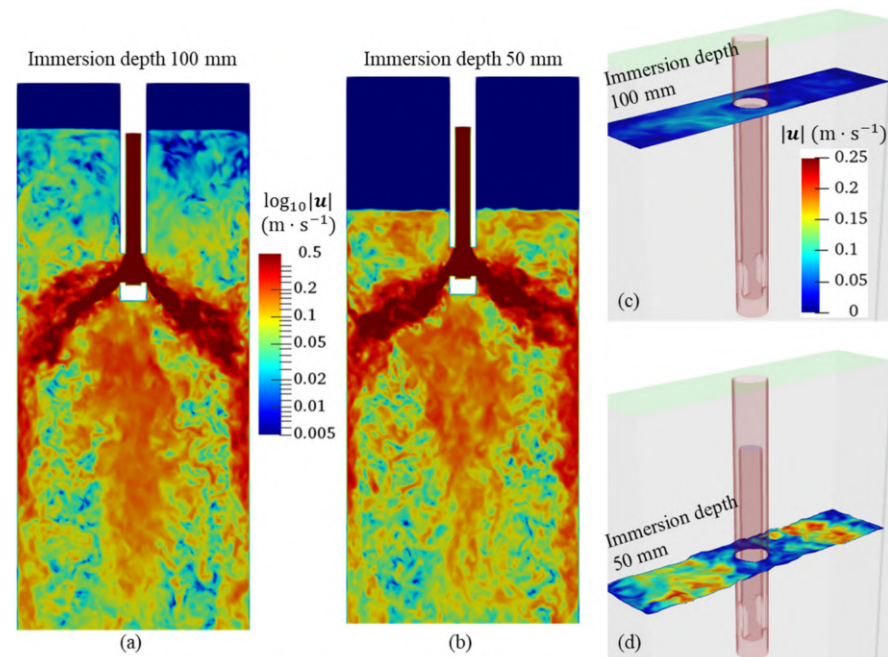 Immersion depth 100 mm
Immersion depth 50 mm
log₁₀|u|
(m · s⁻¹)
0.5
0.2
0.1
0.05
0.02
0.01
0.005
(a)
(b)
Immersion depth
100 mm
|u| (m · s⁻¹)
0.25
0.2
0.15
0.1
0.05
0
(c)
Immersion depth
50 mm
(d)